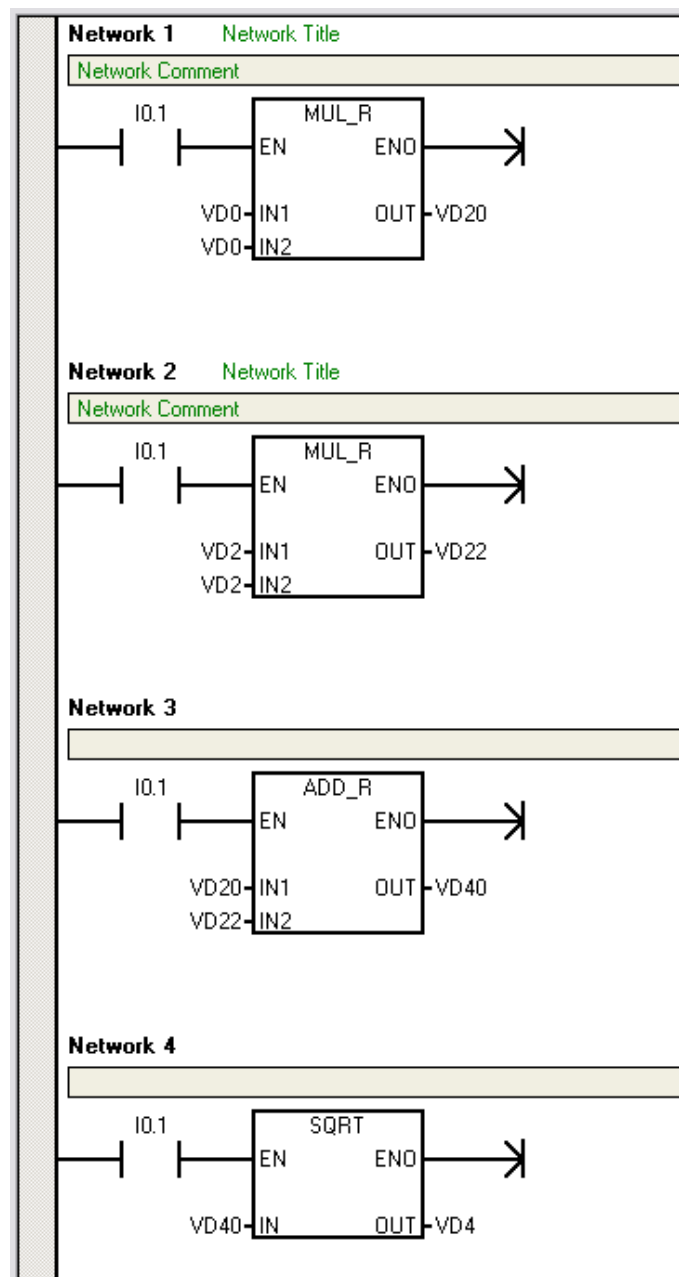 Network 1 Network Title
Network Comment
I0.1 MUL_R
EN ENO
VD0 IN1 OUT VD20
VD0 IN2
Network 2 Network Title
Network Comment
I0.1 MUL_R
EN ENO
VD2 IN1 OUT VD22
VD2 IN2
Network 3
I0.1 ADD_R
EN ENO
VD20 IN1 OUT VD40
VD22 IN2
Network 4
I0.1 SQRT
EN ENO
VD40 IN OUT VD4